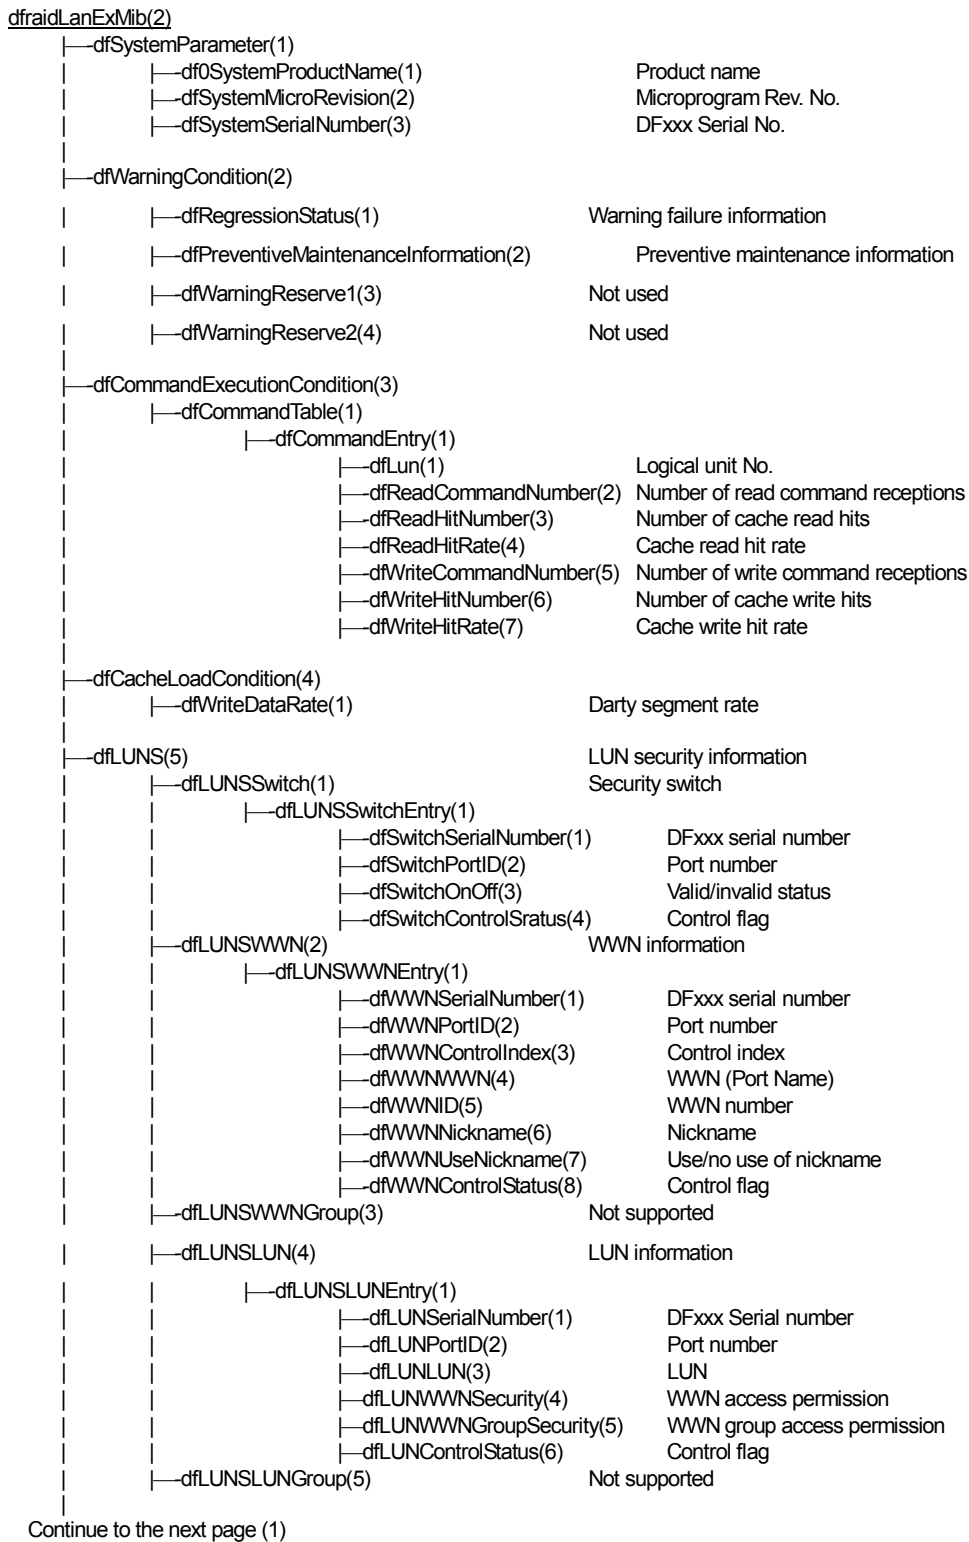 dfraidLanExMib(2)
|—-dfSystemParameter(1)
| |—-df0SystemProductName(1) Product name
| |—-dfSystemMicroRevision(2) Microprogram Rev. No.
| |—-dfSystemSerialNumber(3) DFxxx Serial No.
|
|—-dfWarningCondition(2)
| |—-dfRegressionStatus(1) Warning failure information
| |—-dfPreventiveMaintenanceInformation(2) Preventive maintenance information
| |—-dfWarningReserve1(3) Not used
| |—-dfWarningReserve2(4) Not used
|
|—-dfCommandExecutionCondition(3)
| |—-dfCommandTable(1)
| |—-dfCommandEntry(1)
| |—-dfLun(1) Logical unit No.
| |—-dfReadCommandNumber(2) Number of read command receptions
| |—-dfReadHitNumber(3) Number of cache read hits
| |—-dfReadHitRate(4) Cache read hit rate
| |—-dfWriteCommandNumber(5) Number of write command receptions
| |—-dfWriteHitNumber(6) Number of cache write hits
| |—-dfWriteHitRate(7) Cache write hit rate
|
|—-dfCacheLoadCondition(4)
| |—-dfWriteDataRate(1) Darty segment rate
|
|—-dfLUNS(5) LUN security information
| |—-dfLUNSSwitch(1) Security switch
| | |—-dfLUNSSwitchEntry(1)
| | |—-dfSwitchSerialNumber(1) DFxxx serial number
| | |—-dfSwitchPortID(2) Port number
| | |—-dfSwitchOnOff(3) Valid/invalid status
| | |—-dfSwitchControlSratus(4) Control flag
| |—-dfLUNSWWN(2) WWN information
| | |—-dfLUNSWWNEntry(1)
| | |—-dfWWNSerialNumber(1) DFxxx serial number
| | |—-dfWWNPortID(2) Port number
| | |—-dfWWNControlIndex(3) Control index
| | |—-dfWWNWWN(4) WWN (Port Name)
| | |—-dfWWNID(5) WWN number
| | |—-dfWWNNickname(6) Nickname
| | |—-dfWWNUseNickname(7) Use/no use of nickname
| | |—-dfWWNControlStatus(8) Control flag
| |—-dfLUNSWWNGroup(3) Not supported
| |—-dfLUNSLUN(4) LUN information
| | |—-dfLUNSLUNEntry(1)
| | |—-dfLUNSerialNumber(1) DFxxx Serial number
| | |—-dfLUNPortID(2) Port number
| | |—-dfLUNLUN(3) LUN
| | |—dfLUNWWNSecurity(4) WWN access permission
| | |—dfLUNWWNGroupSecurity(5) WWN group access permission
| | |—dfLUNControlStatus(6) Control flag
| |—-dfLUNSLUNGroup(5) Not supported
|
Continue to the next page (1)